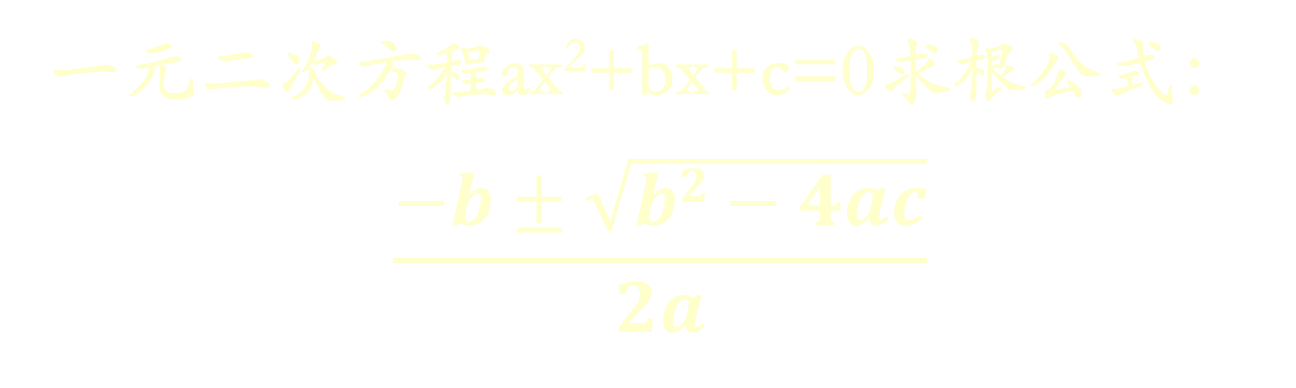 一元二次方程ax²+bx+c=0求根公式：
−b ± √(b² − 4ac)
2a